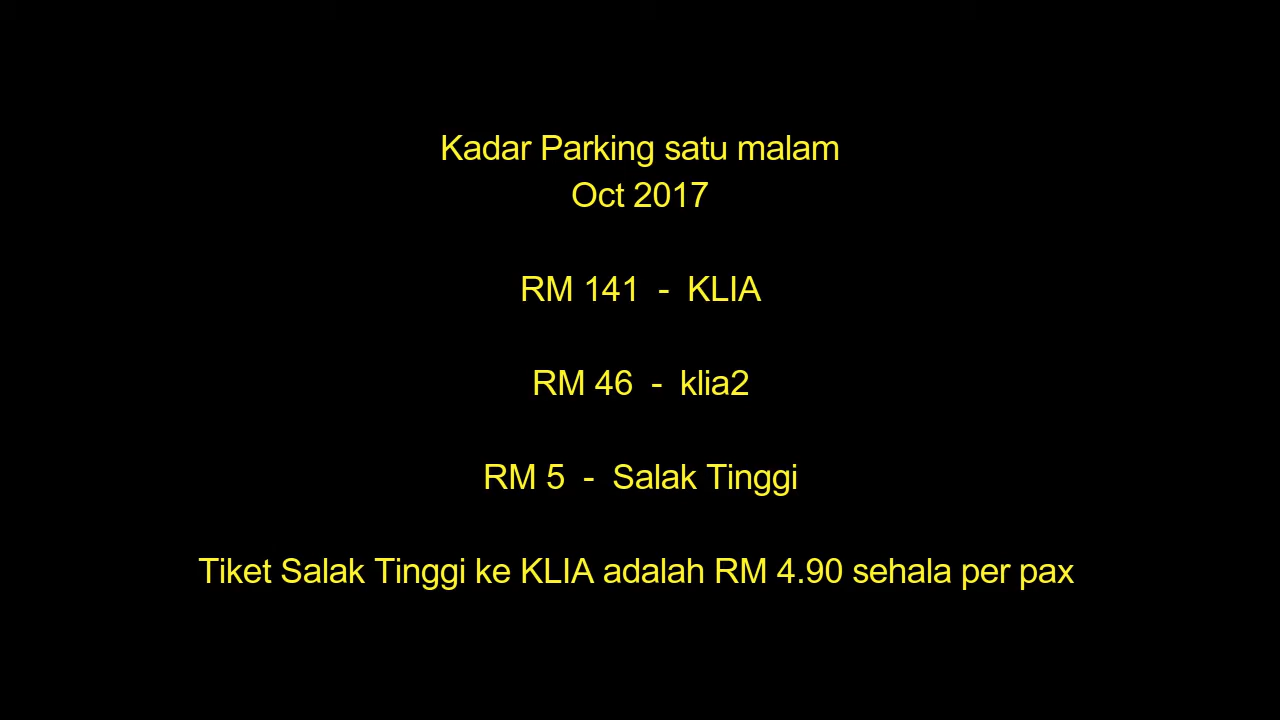 Kadar Parking satu malam
Oct 2017
RM 141 - KLIA
RM 46 - klia2
RM 5 - Salak Tinggi
Tiket Salak Tinggi ke KLIA adalah RM 4.90 sehala per pax